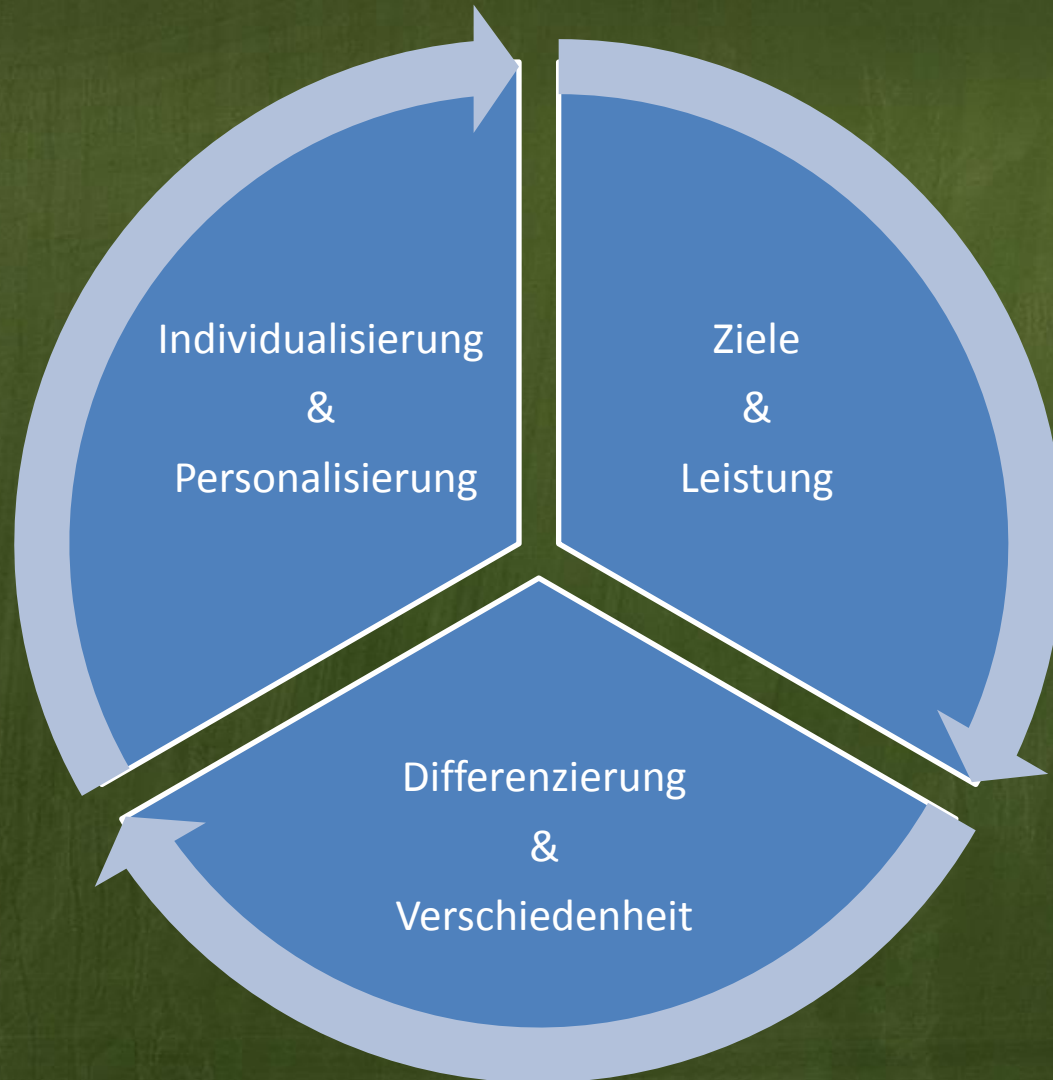 Individualisierung
&
Personalisierung
Ziele
&
Leistung
Differenzierung
&
Verschiedenheit